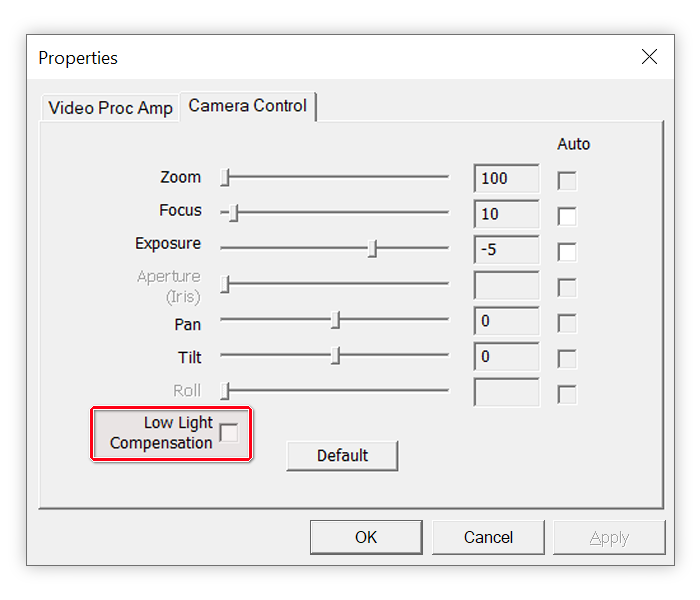 Properties
Video Proc Amp
Camera Control
Auto
Zoom 100
Focus 10
Exposure -5
Aperture
(Iris)
Pan 0
Tilt 0
Roll
Low Light
Compensation
Default
OK Cancel Apply